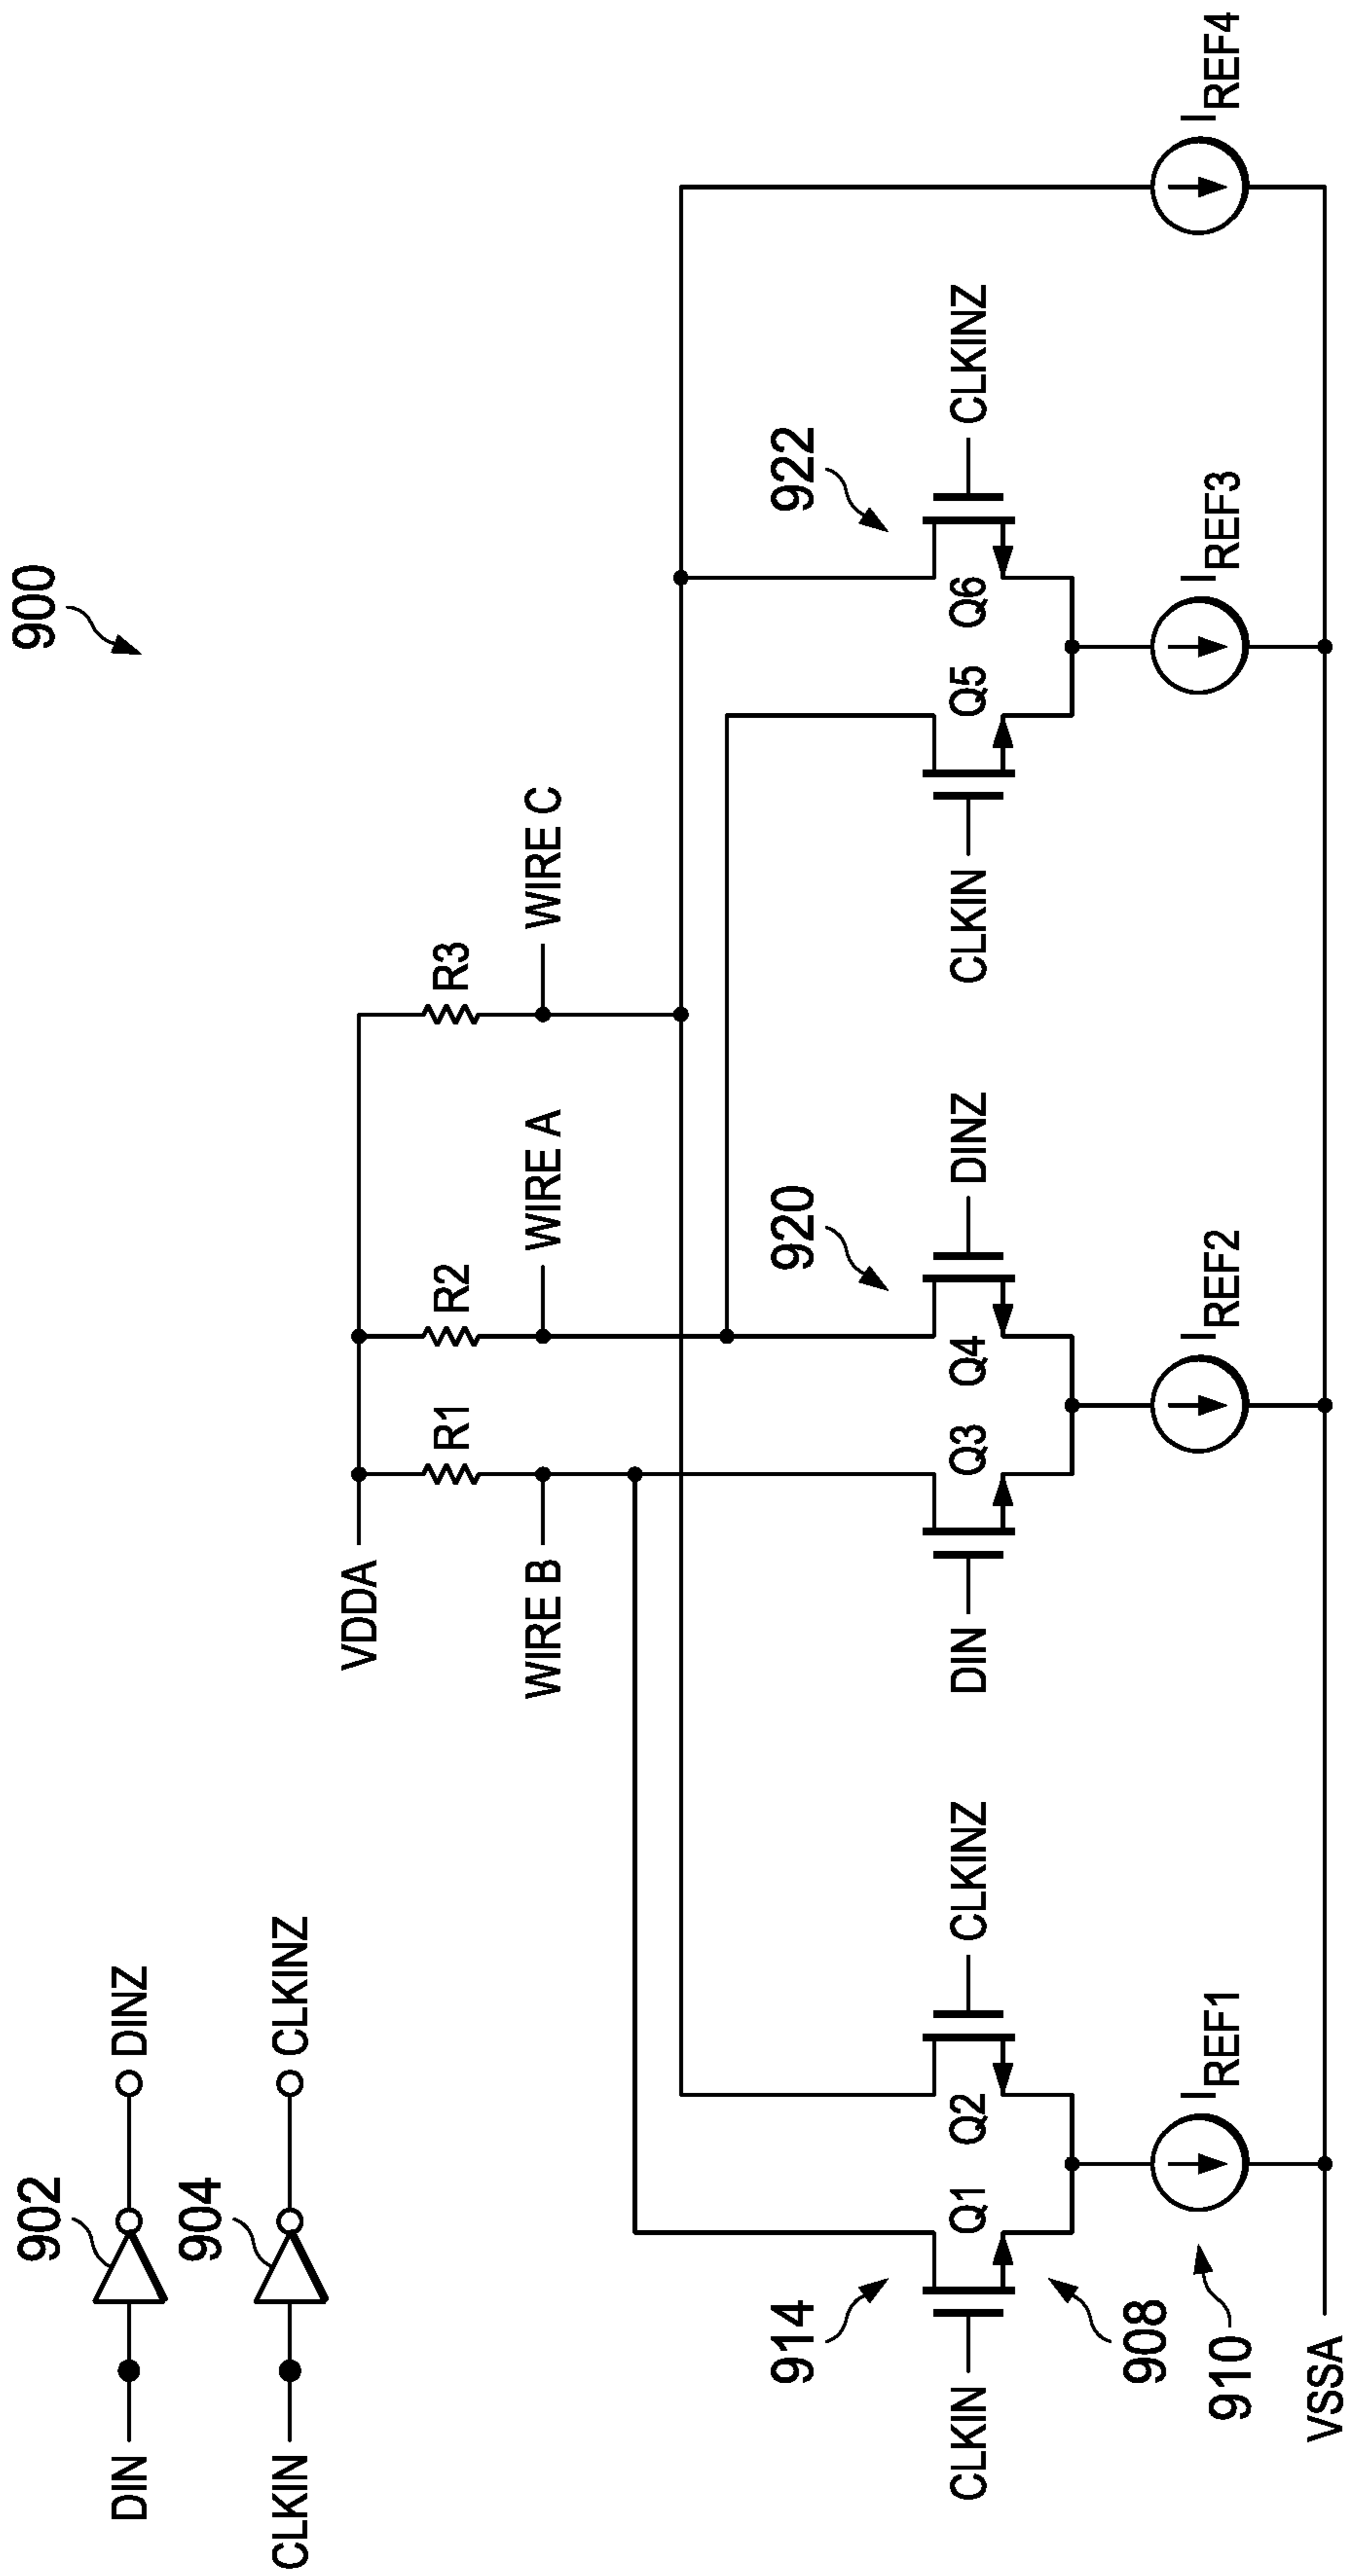 900
DIN
902
DINZ
CLKIN
904
CLKINZ
VDDA
R1
R2
R3
WIRE B
WIRE A
WIRE C
914
920
922
CLKIN
Q1
Q2
CLKINZ
DIN
Q3
Q4
DINZ
CLKIN
Q5
Q6
CLKINZ
908
910
IREF1
IREF2
IREF3
IREF4
VSSA